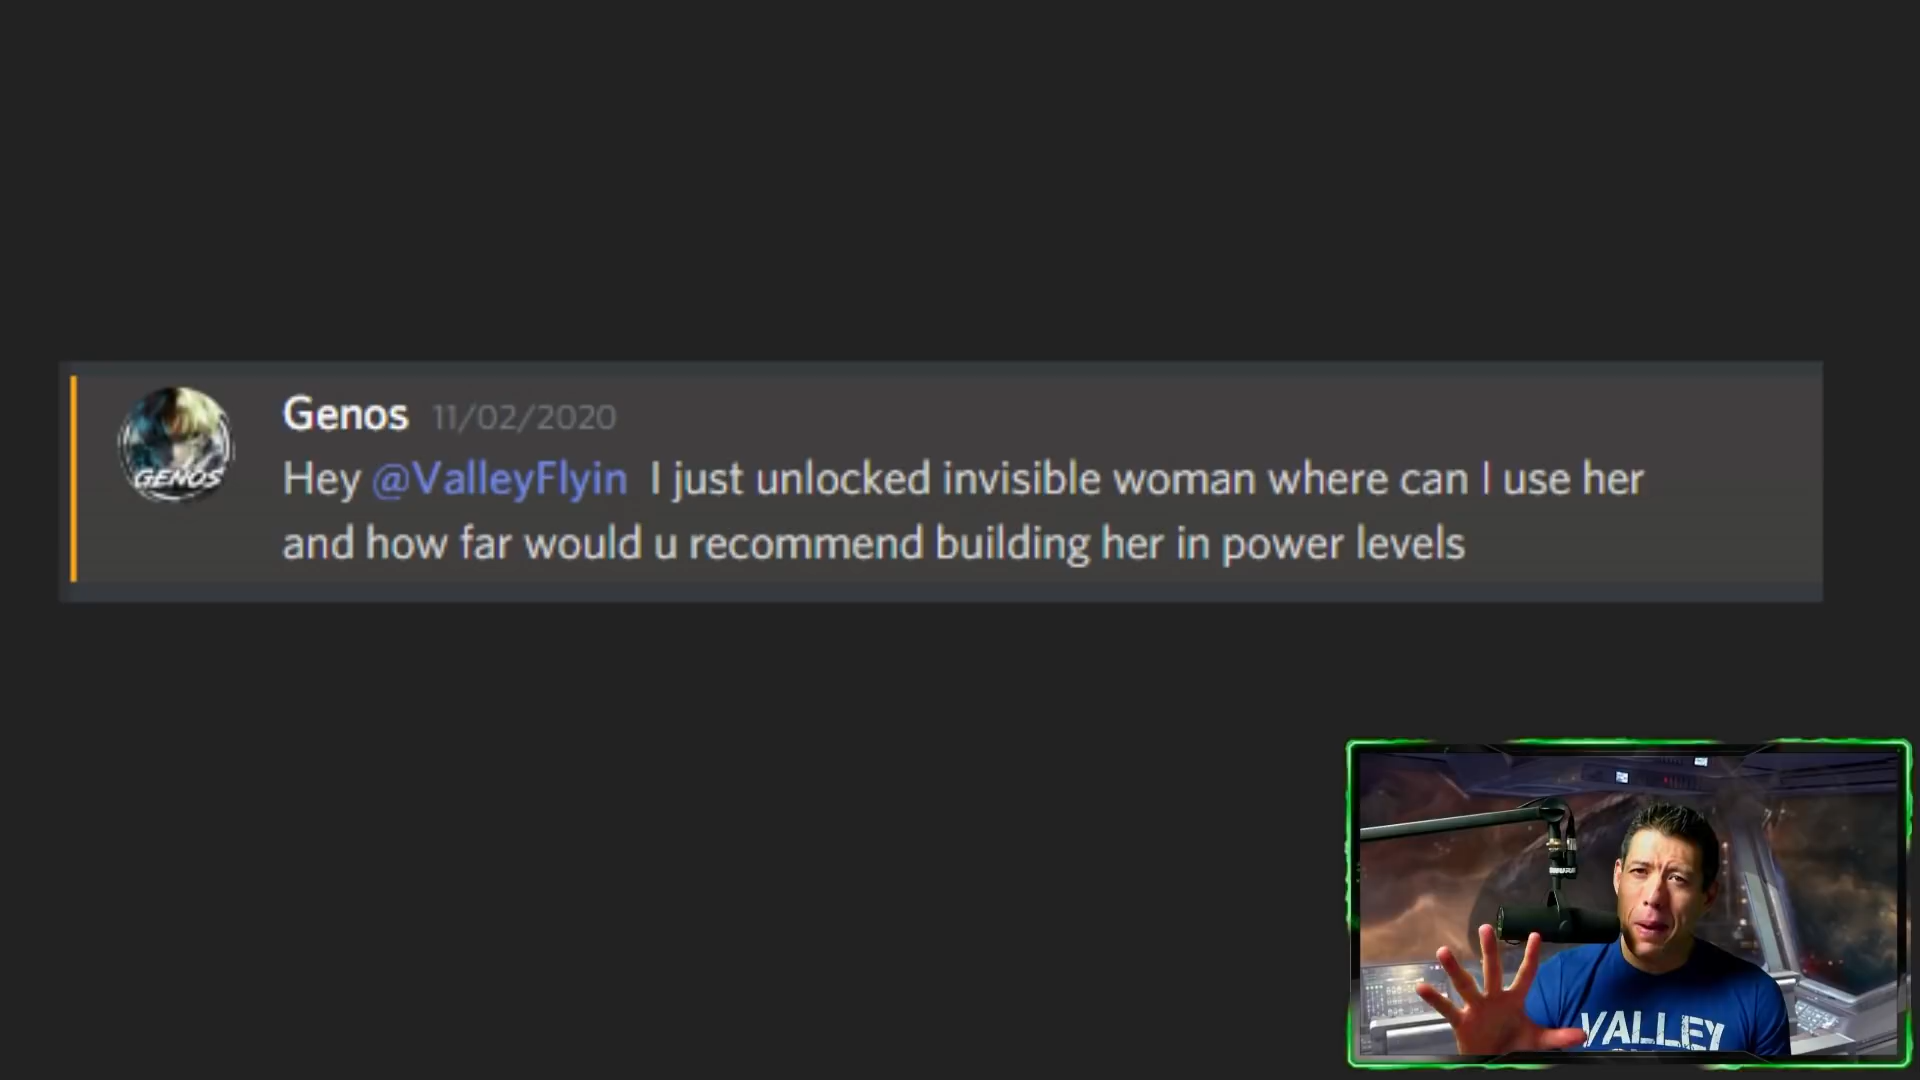 Genos 11/02/2020
Hey @ValleyFlyin I just unlocked invisible woman where can I use her
and how far would u recommend building her in power levels
GENOS
VALLEY